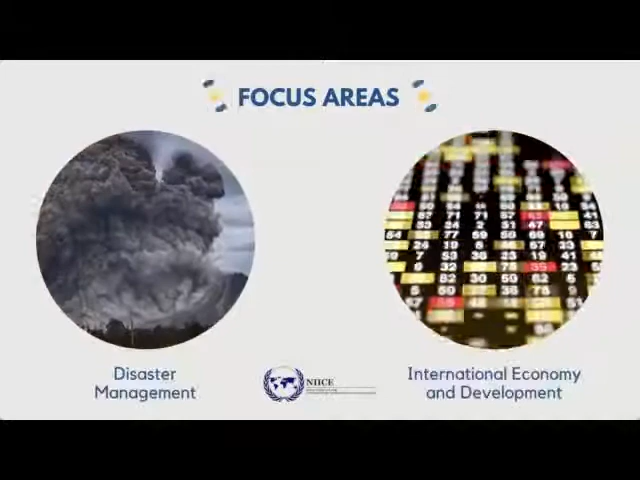 FOCUS AREAS
Disaster
Management
NIICE
International Economy
and Development